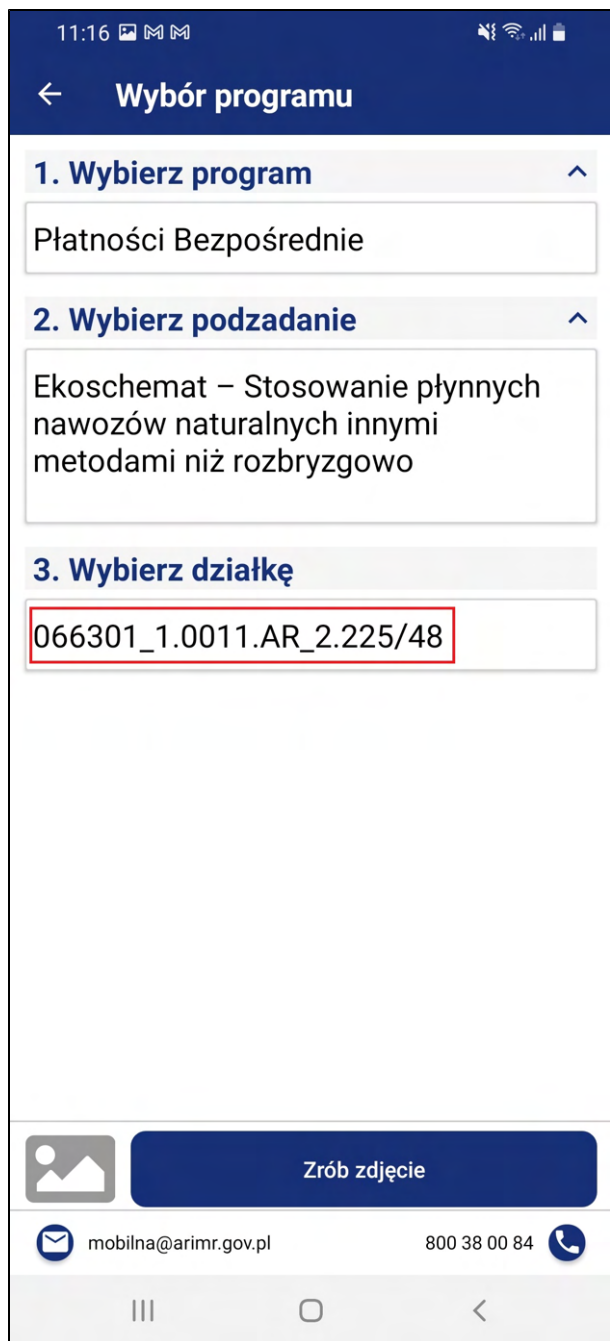 11:16
Wybór programu
1. Wybierz program
Płatności Bezpośrednie
2. Wybierz podzadanie
Ekoschemat – Stosowanie płynnych
nawozów naturalnych innymi
metodami niż rozbryzgowo
3. Wybierz działkę
066301_1.0011.AR_2.225/48
Zrób zdjęcie
mobilna@arimr.gov.pl 800 38 00 84